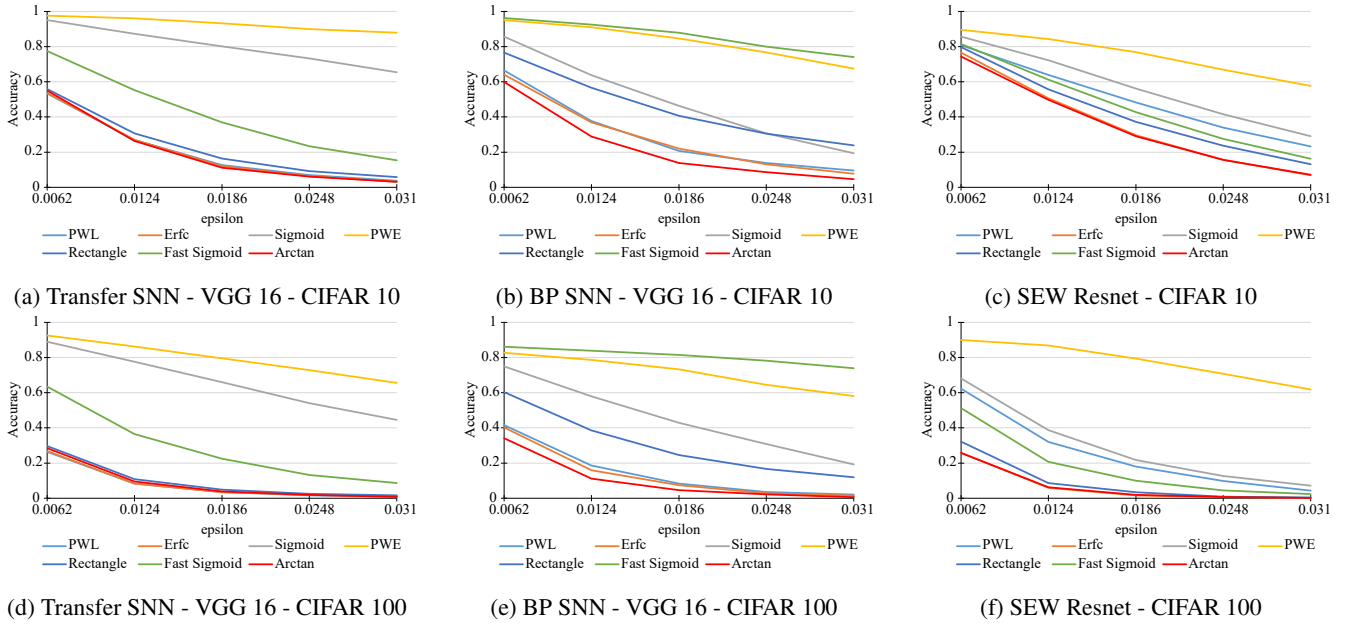 1
0.8
0.6
0.4
0.2
0
Accuracy
0.0062 0.0124 0.0186 0.0248 0.031
epsilon
PWL Erfc Sigmoid PWE
Rectangle Fast Sigmoid Arctan
(a) Transfer SNN - VGG 16 - CIFAR 10
1
0.8
0.6
0.4
0.2
0
Accuracy
0.0062 0.0124 0.0186 0.0248 0.031
epsilon
PWL Erfc Sigmoid PWE
Rectangle Fast Sigmoid Arctan
(b) BP SNN - VGG 16 - CIFAR 10
1
0.8
0.6
0.4
0.2
0
Accuracy
0.0062 0.0124 0.0186 0.0248 0.031
epsilon
PWL Erfc Sigmoid PWE
Rectangle Fast Sigmoid Arctan
(c) SEW Resnet - CIFAR 10
1
0.8
0.6
0.4
0.2
0
Accuracy
0.0062 0.0124 0.0186 0.0248 0.031
epsilon
PWL Erfc Sigmoid PWE
Rectangle Fast Sigmoid Arctan
(d) Transfer SNN - VGG 16 - CIFAR 100
1
0.8
0.6
0.4
0.2
0
Accuracy
0.0062 0.0124 0.0186 0.0248 0.031
epsilon
PWL Erfc Sigmoid PWE
Rectangle Fast Sigmoid Arctan
(e) BP SNN - VGG 16 - CIFAR 100
1
0.8
0.6
0.4
0.2
0
Accuracy
0.0062 0.0124 0.0186 0.0248 0.031
epsilon
PWL Erfc Sigmoid PWE
Rectangle Fast Sigmoid Arctan
(f) SEW Resnet - CIFAR 100